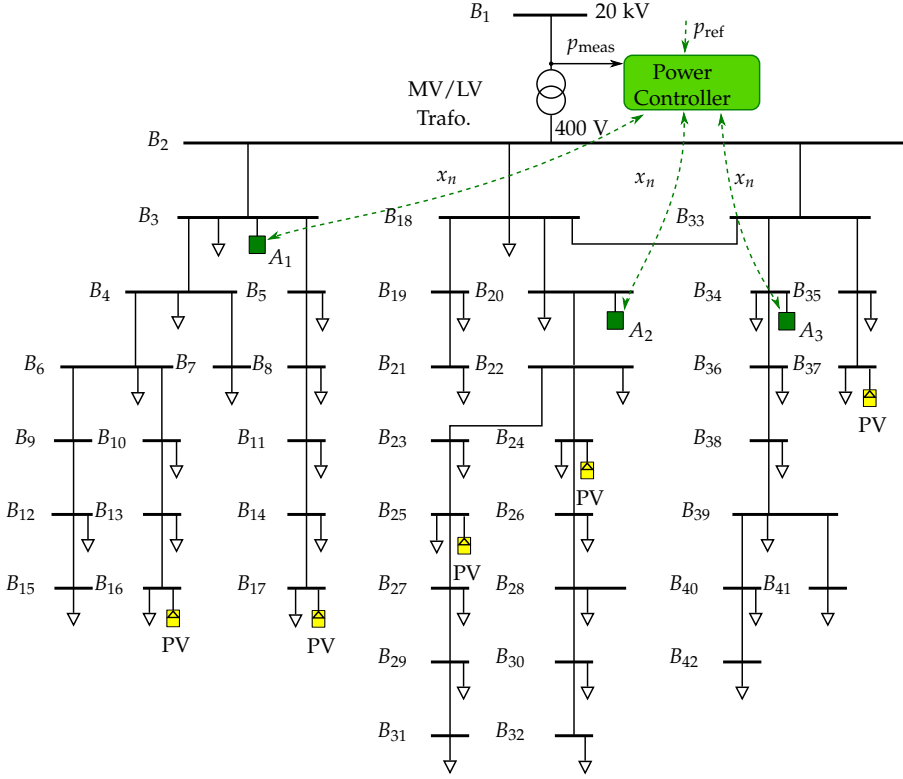 B₁ 20 kV
p_ref
p_meas
Power
Controller
MV/LV
Trafo.
400 V
B₂
xₙ xₙ xₙ
B₃ B₁₈ B₃₃
A₁
B₄ B₅ B₁₉ B₂₀ B₃₄ B₃₅
A₂ A₃
B₆ B₇ B₈ B₂₁ B₂₂ B₃₆ B₃₇
PV
B₉ B₁₀ B₁₁ B₂₃ B₂₄ B₃₈
PV
B₁₂ B₁₃ B₁₄ B₂₅ B₂₆ B₃₉
PV
B₁₅ B₁₆ B₁₇ B₂₇ B₂₈ B₄₀ B₄₁
PV PV
B₂₉ B₃₀ B₄₂
B₃₁ B₃₂